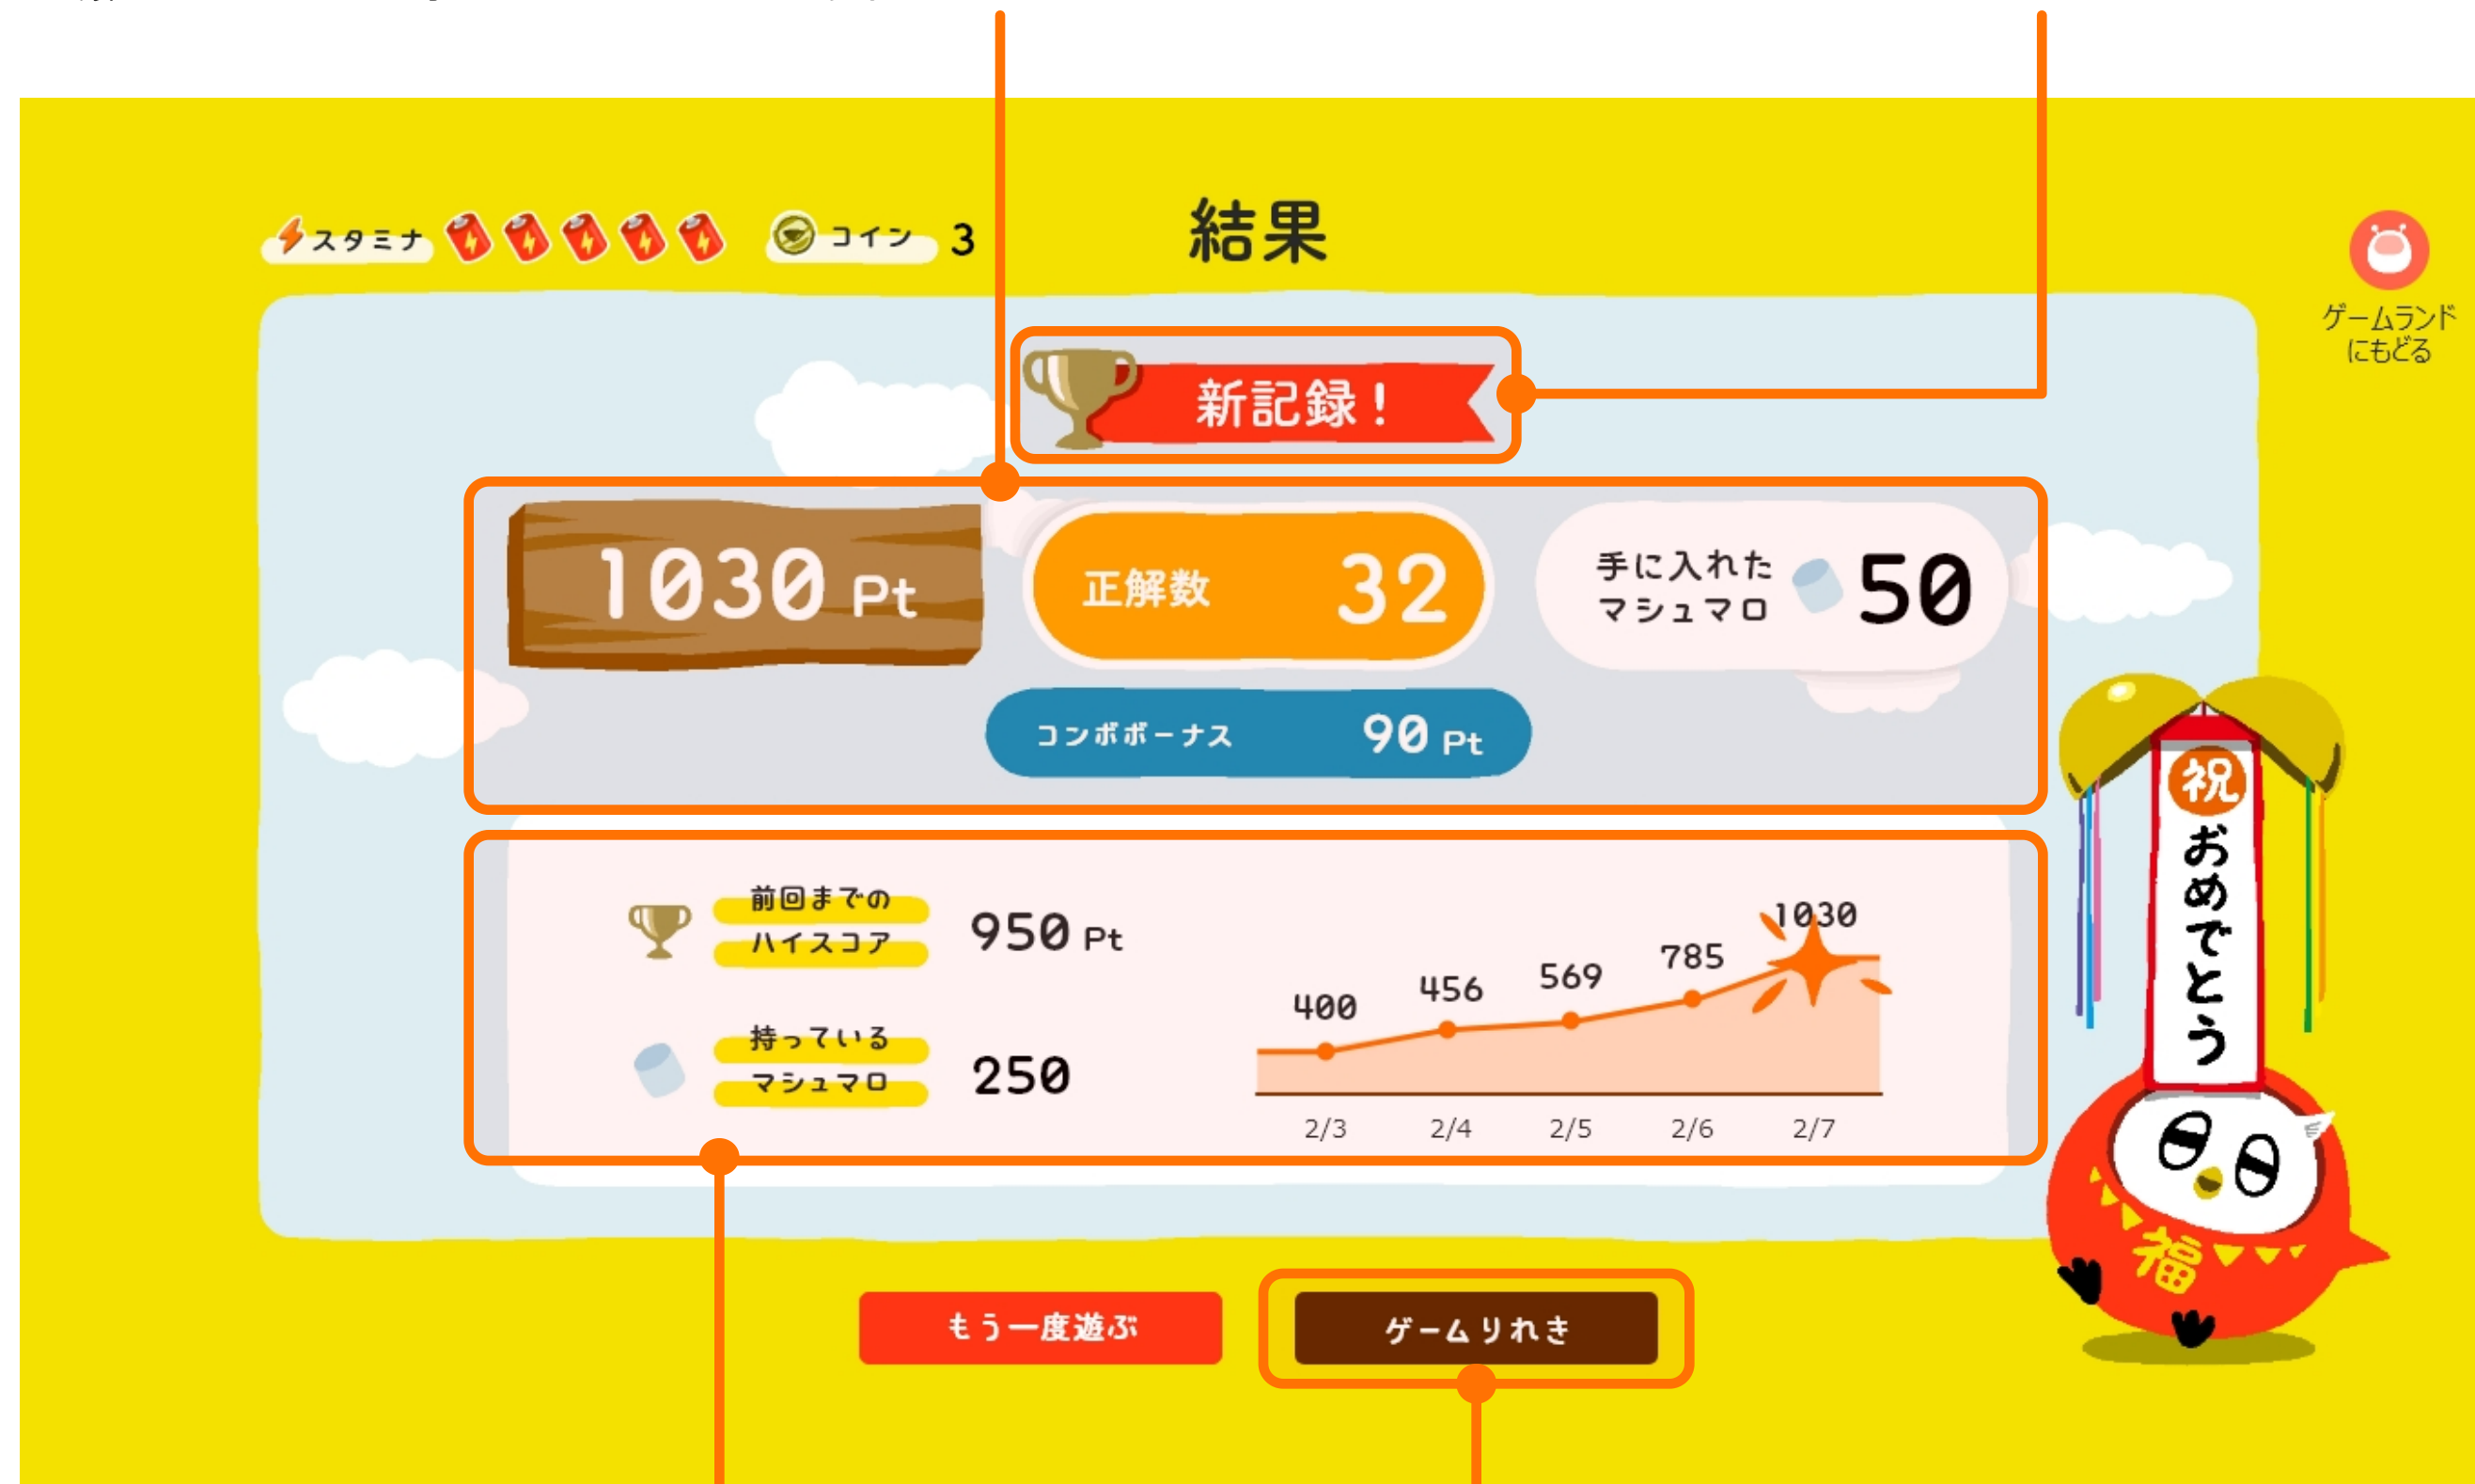 スタミナ
コイン 3
結果
ゲームランド
にもどる
新記録！
1030 Pt
正解数 32
手に入れた
マシュマロ
50
コンボボーナス 90 Pt
前回までの
ハイスコア
950 Pt
持っている
マシュマロ
250
400 456 569 785 1030
2/3 2/4 2/5 2/6 2/7
祝
おめでとう
福
もう一度遊ぶ
ゲームりれき